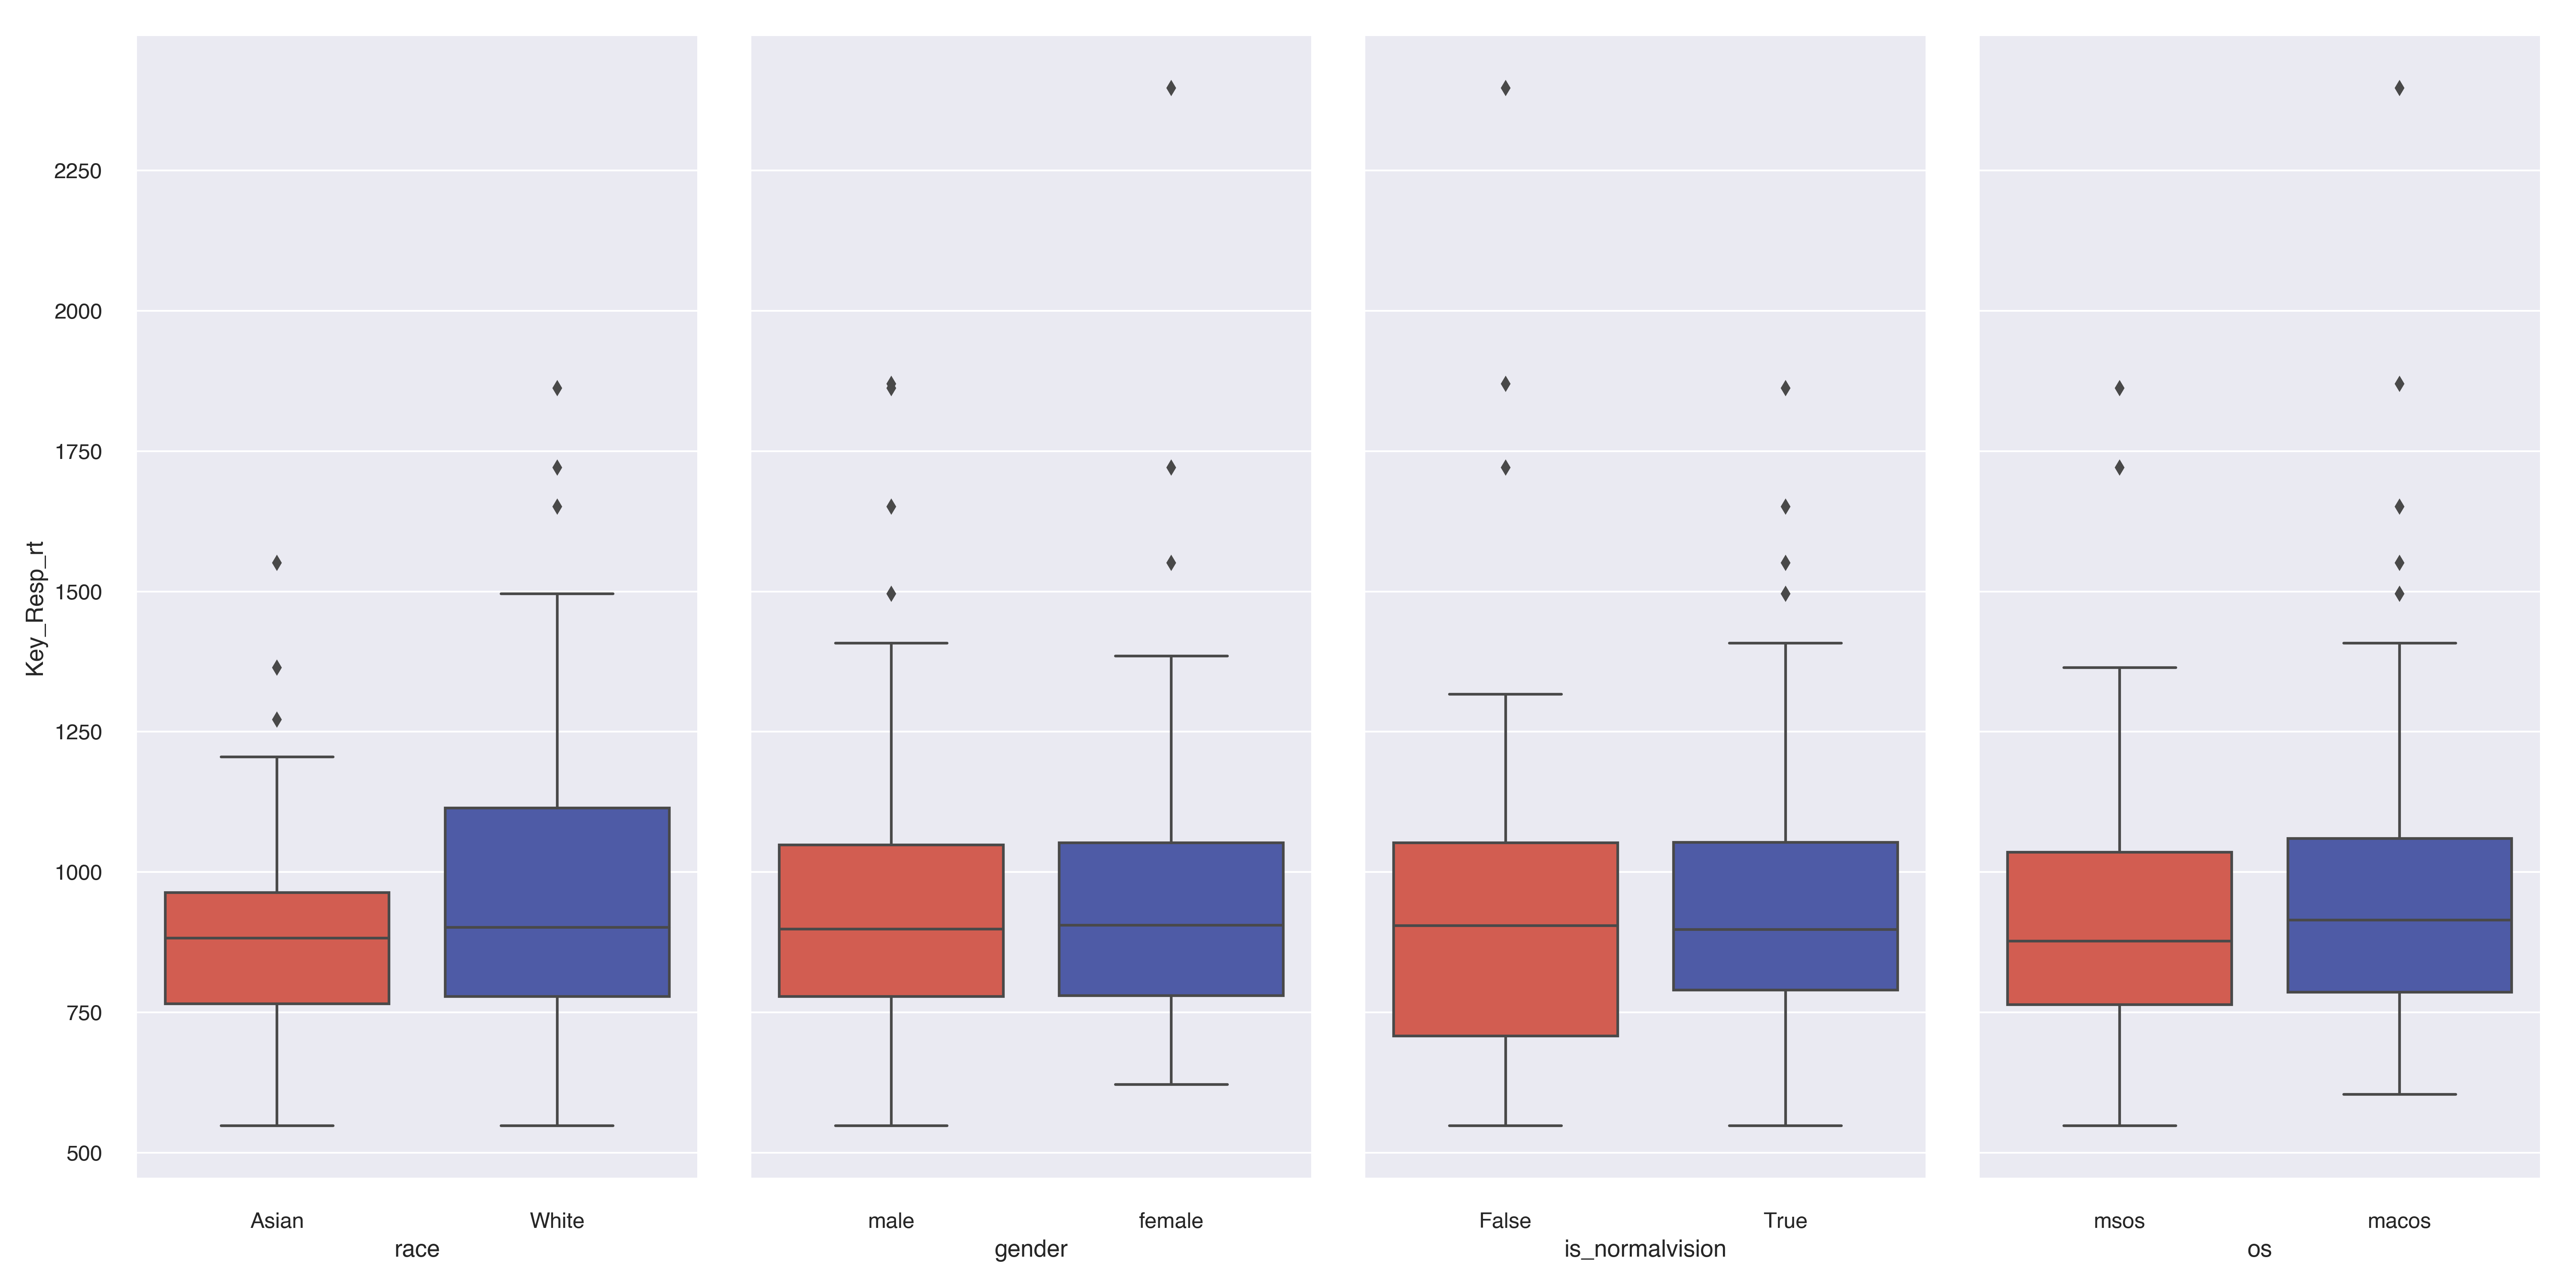 Key_Resp_rt
2250
2000
1750
1500
1250
1000
750
500
Asian White
race
male female
gender
False True
is_normalvision
msos macos
os